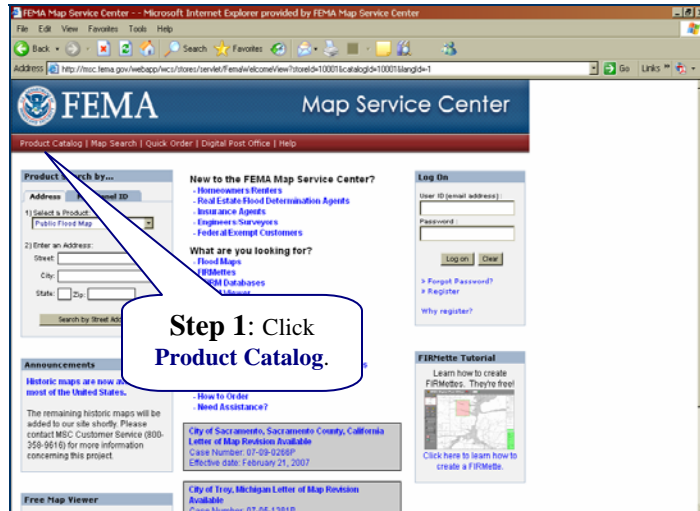 FEMA Map Service Center - - Microsoft Internet Explorer provided by FEMA Map Service Center
File Edit View Favorites Tools Help
Back Search Favorites
Address http://msc.fema.gov/webapp/wcs/stores/servlet/FemaWelcomeView?storeId=10001&catalogId=10001&langId=-1 Go Links
FEMA Map Service Center
Product Catalog | Map Search | Quick Order | Digital Post Office | Help
Product by...
Address ID
1) Select a Product
Public Flood Map
2) Enter an Address:
Street:
City:
State: Zip:
Search by Street
Announcements
Historic maps are now
most of the United States.
The remaining historic maps will be
added to our site shortly. Please
contact MSC Customer Service (800-
358-9616) for more information
concerning this project.
Free Map Viewer
New to the FEMA Map Service Center?
- Homeowners/Renters
- Real Estate/Flood Determination Agents
- Insurance Agents
- Engineers/Surveyors
- Federal/Exempt Customers
What are you looking for?
- Flood Maps
- FIRMettes
Databases
Viewer
Step 1: Click
Product Catalog.
- How to Order
- Need Assistance?
City of Sacramento, Sacramento County, California
Letter of Map Revision Available
Case Number: 07-09-0266P
Effective date: February 21, 2007
City of Troy, Michigan Letter of Map Revision
Available
Log On
User ID (email address):
Password:
Log on Clear
> Forgot Password?
> Register
Why register?
FIRMette Tutorial
Learn how to create
FIRMettes. They're free!
Click here to learn how to
create a FIRMette.